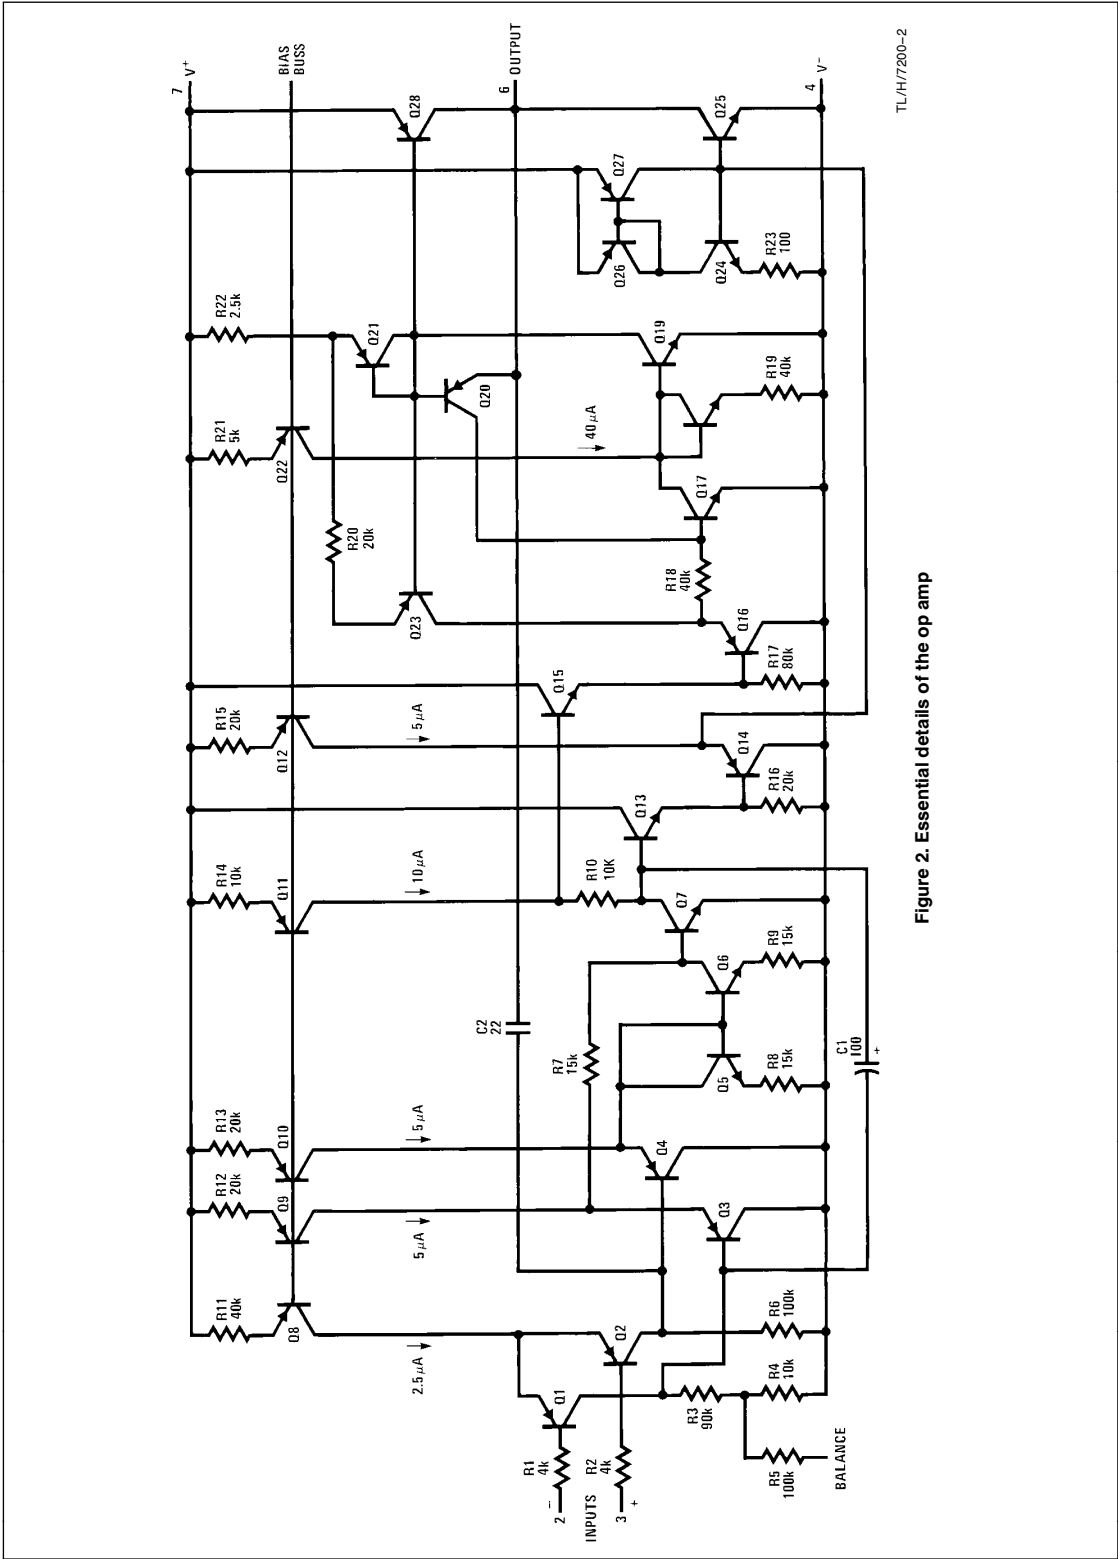 7 V+
BIAS
BUSS
6 OUTPUT
4 V−
R11
40k
R12
20k
R13
20k
R14
10k
R15
20k
R21
5k
R22
2.5k
Q8
Q9
Q10
Q11
Q12
Q22
Q21
Q28
2.5 µA
5 µA
5 µA
10 µA
5 µA
R20
20k
Q23
Q20
40 µA
C2
22
2 −
INPUTS
3 +
R1
4k
R2
4k
Q1
Q2
R7
15k
Q15
R10
10K
Q13
Q26
Q27
Q19
Q17
R18
40k
Q4
Q3
Q5
Q6
Q7
Q14
Q16
Q24
Q25
R3
90k
R5
100k
R4
10k
R6
100k
R8
15k
R9
15k
R16
20k
R17
80k
R19
40k
R23
100
BALANCE
C1
100
+
TL/H/7200–2
Figure 2. Essential details of the op amp